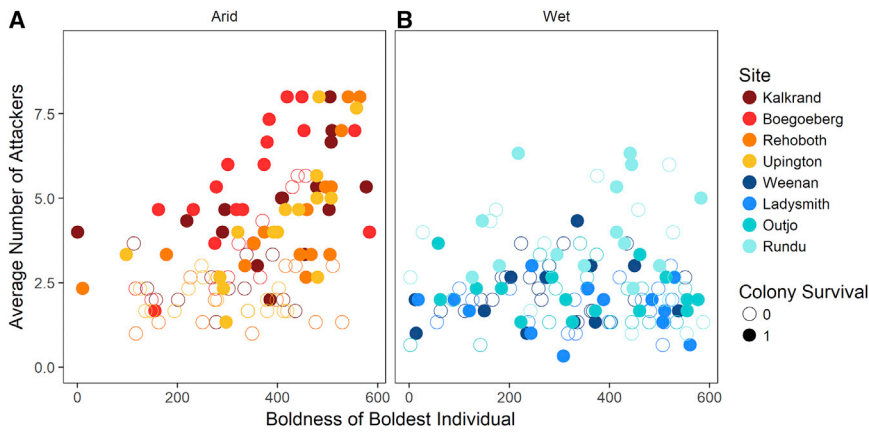 A
Arid
B
Wet
Average Number of Attackers
7.5
5.0
2.5
0.0
0 200 400 600
0 200 400 600
Boldness of Boldest Individual
Site
Kalkrand
Boegoeberg
Rehoboth
Upington
Weenan
Ladysmith
Outjo
Rundu
Colony Survival
0
1